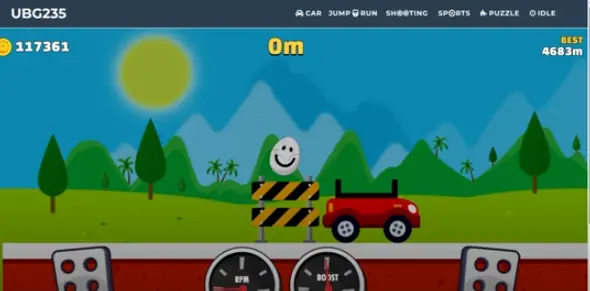 UBG235
CAR JUMP RUN SHOOTING SPORTS PUZZLE IDLE
117361
0m
BEST
4683m
RPM
BOOST